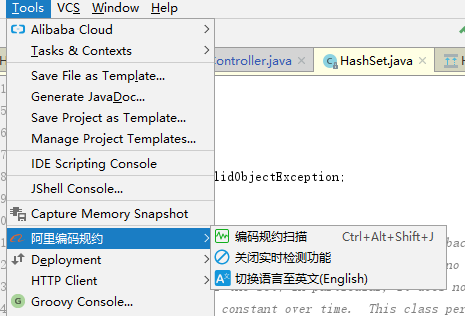 Tools VCS Window Help
Alibaba Cloud
Tasks & Contexts
Save File as Template...
Generate JavaDoc...
Save Project as Template...
Manage Project Templates...
IDE Scripting Console
JShell Console...
Capture Memory Snapshot
阿里编码规约
Deployment
HTTP Client
Groovy Console...
编码规约扫描 Ctrl+Alt+Shift+J
关闭实时检测功能
切换语言至英文(English)
ontroller.java HashSet.java
lidObjectException;
constant over time. This class per